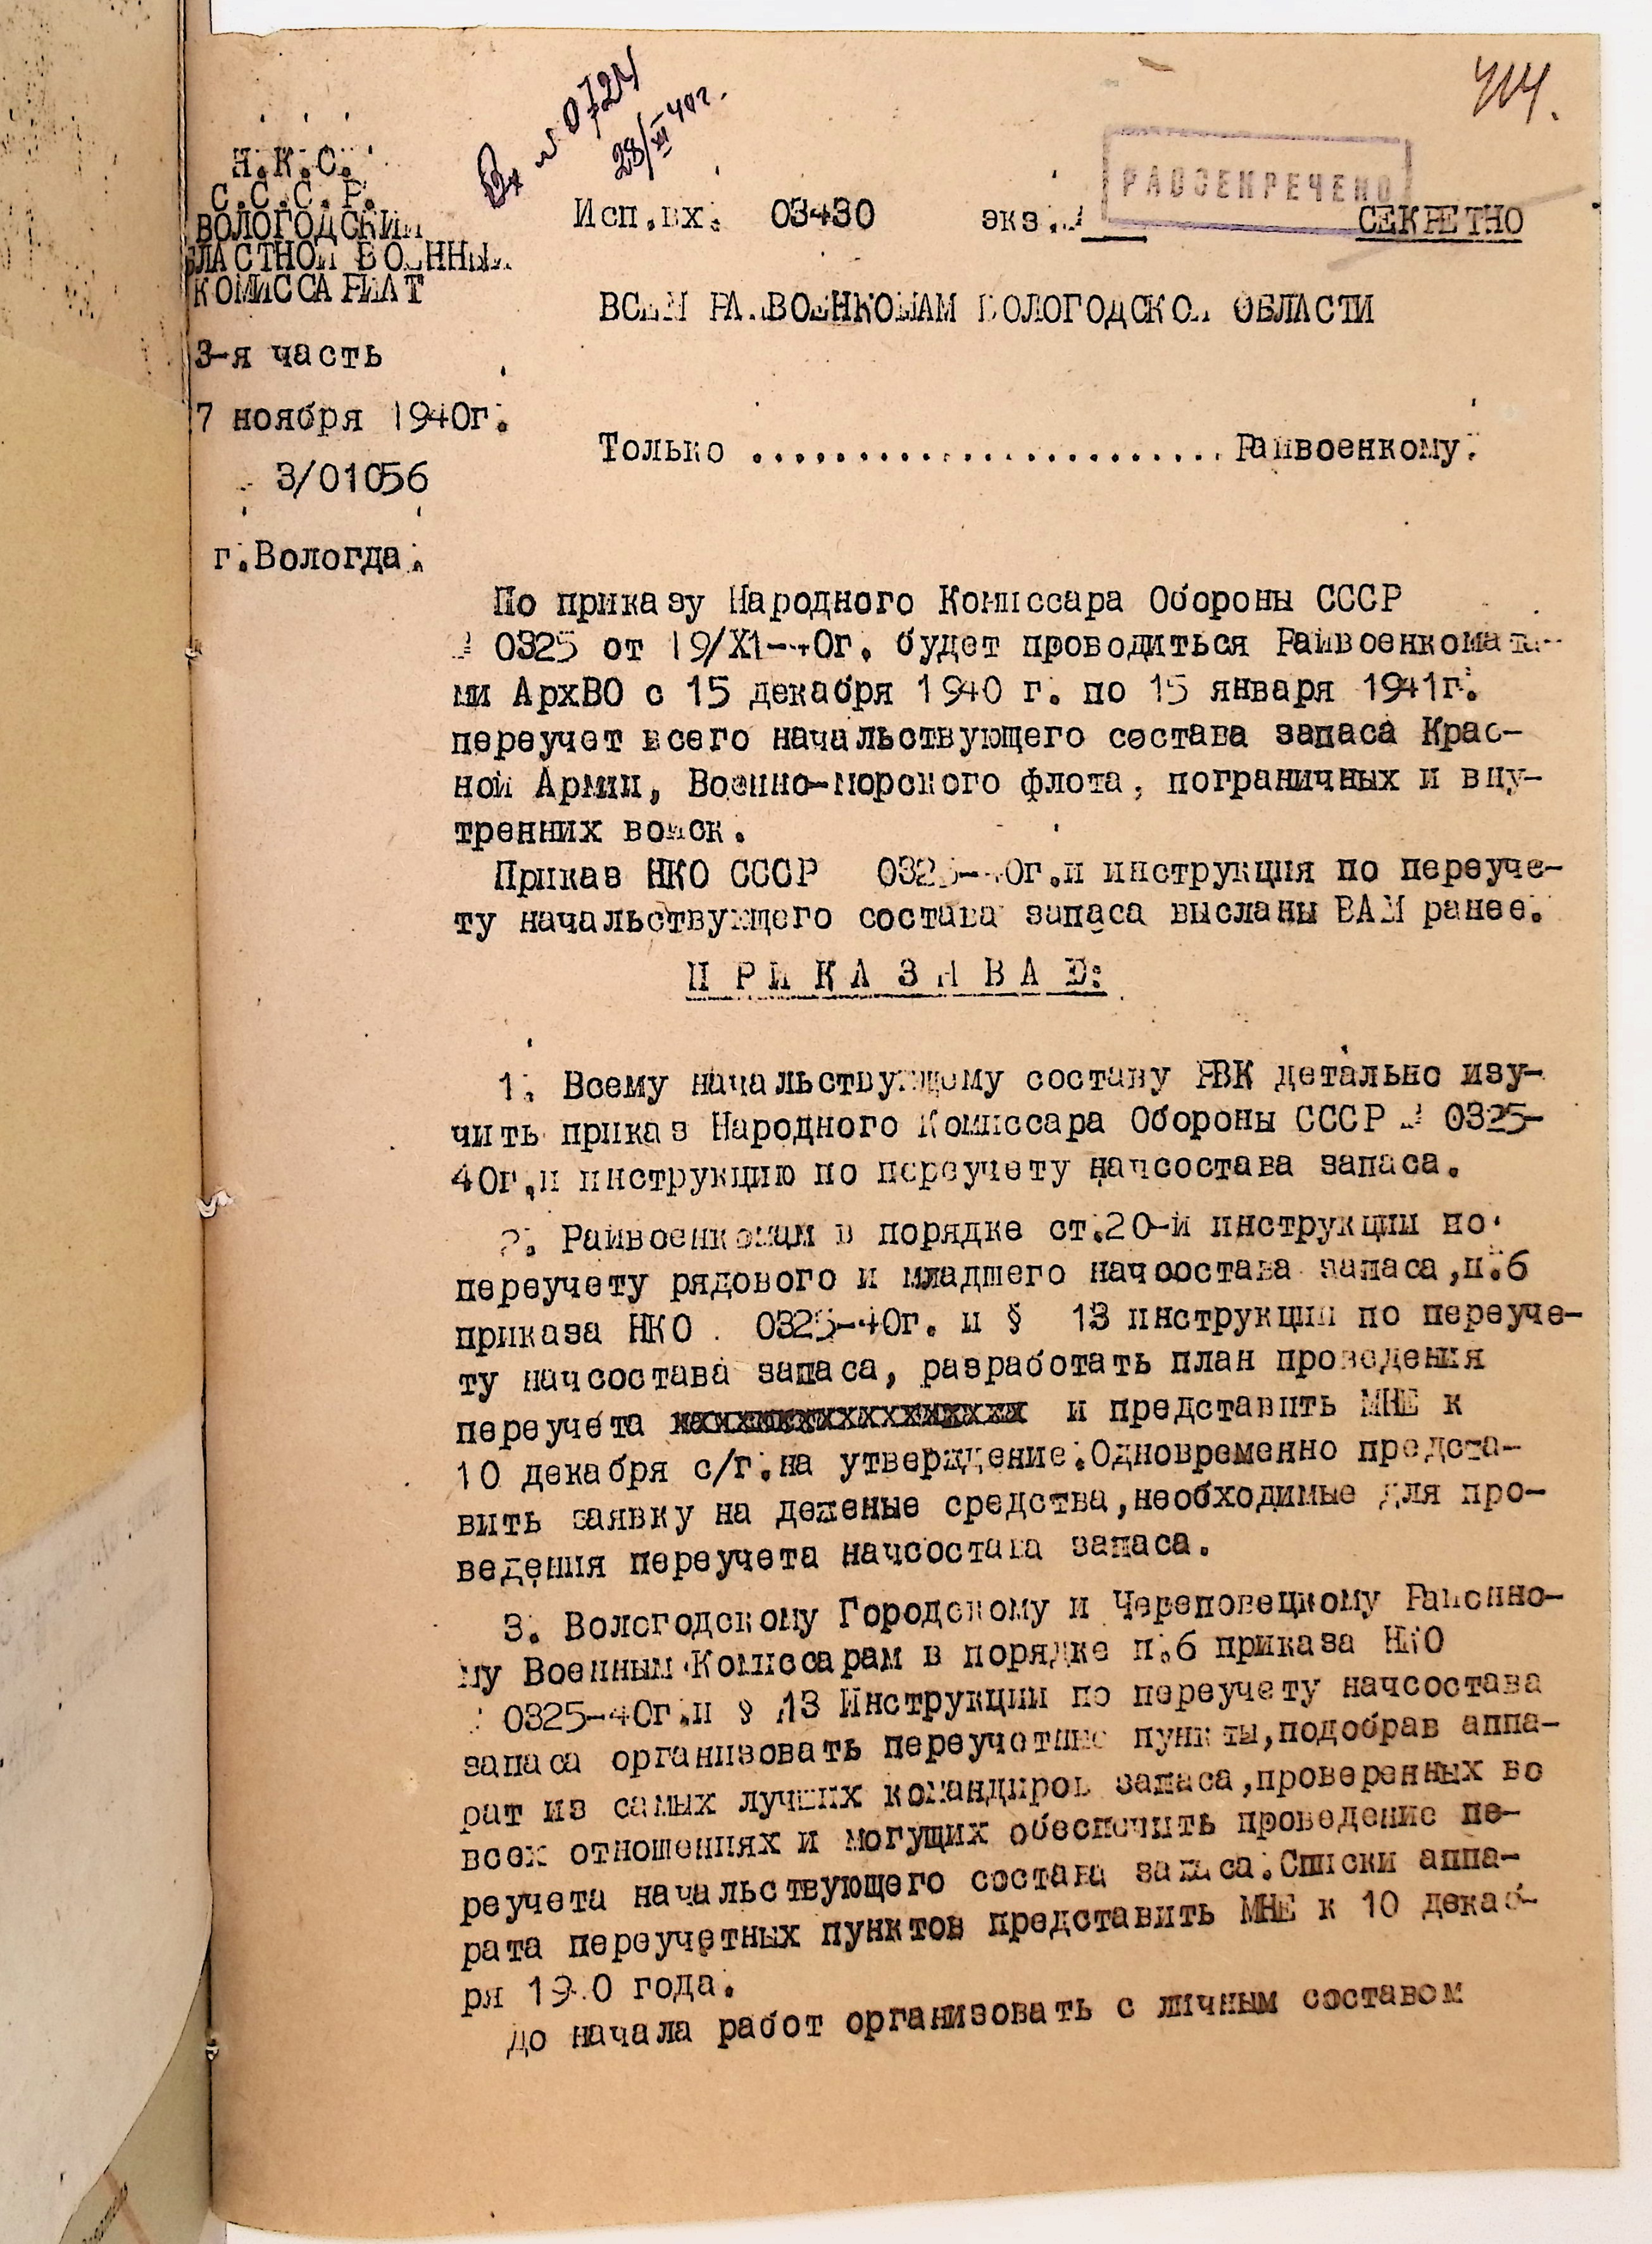 414.
Вх № 0724
28/XI 40г.
РАССЕКРЕЧЕНО
Н.К.О.
С.С.С.Р.
ВОЛОГОДСКИЙ
ЛАСТНОЙ ВОЕННЫЙ
КОМИССАРИАТ
3-я часть
7 ноября 1940г.
3/01056
г.Вологда.
Исп.вх. 03430 экз.№
СЕКРЕТНО
ВСЕМ РАЙВОЕНКОМАМ ВОЛОГОДСКОЙ ОБЛАСТИ
Только ....................... Райвоенкому.
По приказу Народного Комиссара Обороны СССР
№ 0325 от 19/X1-40г. будет проводиться Райвоенкомата-
ми АрхВО с 15 декабря 1940 г. по 15 января 1941г.
переучет всего начальствующего состава запаса Крас-
ной Армии, Военно-морского флота, пограничных и вну-
тренних войск.
Приказ НКО СССР 0325-40г.и инструкция по переуче-
ту начальствующего состава запаса высланы ВАМ ранее.
П Р И К А З Ы В А Ю:
1. Всему начальствующему составу РВК детально изу-
чить приказ Народного Комиссара Обороны СССР № 0325-
40г.и инструкцию по переучету начсостава запаса.
2. Райвоенкомам в порядке ст.20-й инструкции по
переучету рядового и младшего начсостава запаса,п.6
приказа НКО 0325-40г. и § 13 инструкции по переуче-
ту начсостава запаса, разработать план проведения
переучета и представить МНЕ к
10 декабря с/г.на утверждение.Одновременно предста-
вить заявку на дененые средства,необходимые для про-
ведения переучета начсостава запаса.
3. Вологодскому Городскому и Череповецкому Районно-
му Военным Комиссарам в порядке п.6 приказа НКО
0325-40г.и § 13 Инструкции по переучету начсостава
запаса организовать переучетные пункты,подобрав аппа-
рат из самых лучших командиров запаса,проверенных во
всех отношениях и могущих обеспечить проведение пе-
реучета начальствующего состава запаса.Списки аппа-
рата переучетных пунктов представить МНЕ к 10 декаб-
ря 1940 года.
До начала работ организовать с личным составом